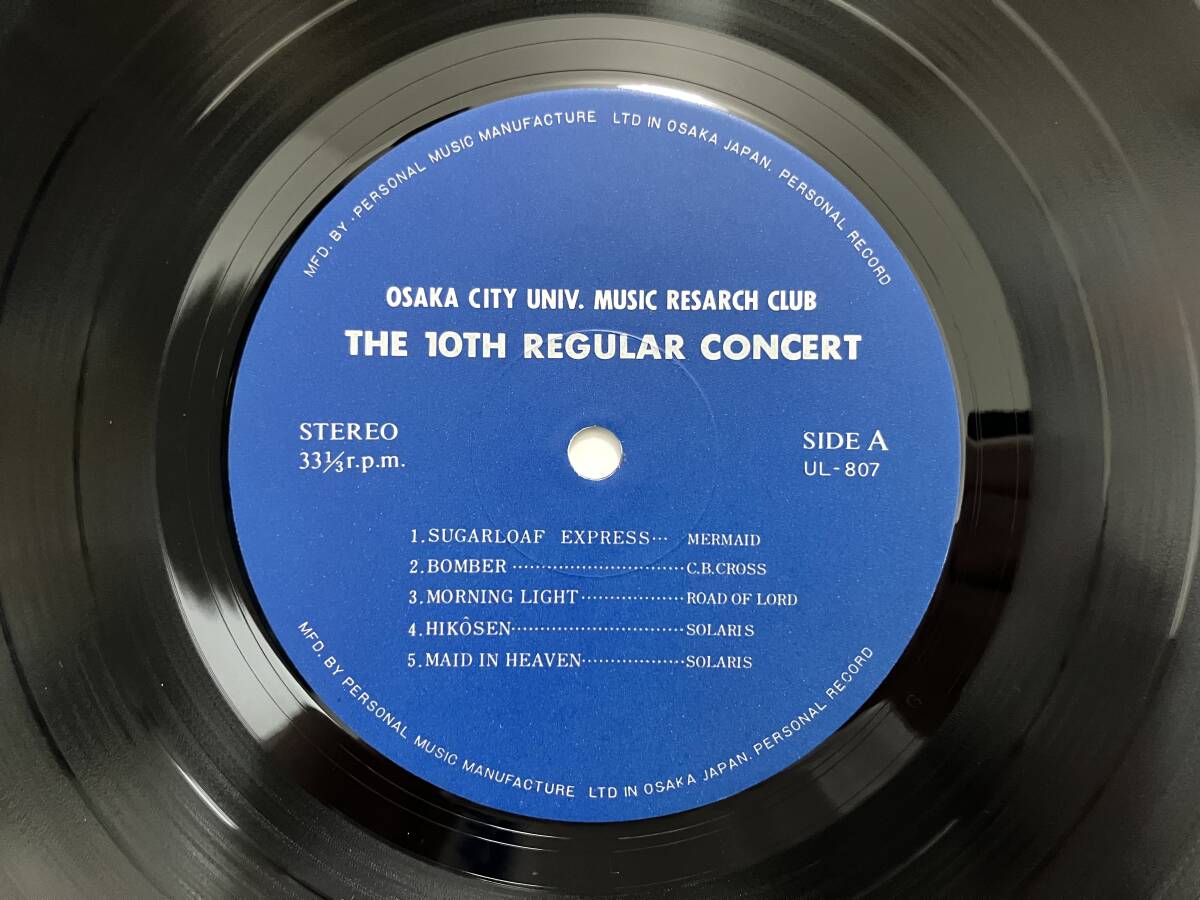 MFD. BY. PERSONAL MUSIC MANUFACTURE LTD IN OSAKA JAPAN. PERSONAL RECORD
OSAKA CITY UNIV. MUSIC RESARCH CLUB
THE 10TH REGULAR CONCERT
STEREO
33⅓r.p.m.
SIDE A
UL-807
1.SUGARLOAF EXPRESS… MERMAID
2.BOMBER…………………………C.B.CROSS
3.MORNING LIGHT………………ROAD OF LORD
4.HIKÔSEN…………………………SOLARIS
5.MAID IN HEAVEN………………SOLARIS
MFD. BY PERSONAL MUSIC MANUFACTURE LTD IN OSAKA JAPAN. PERSONAL RECORD